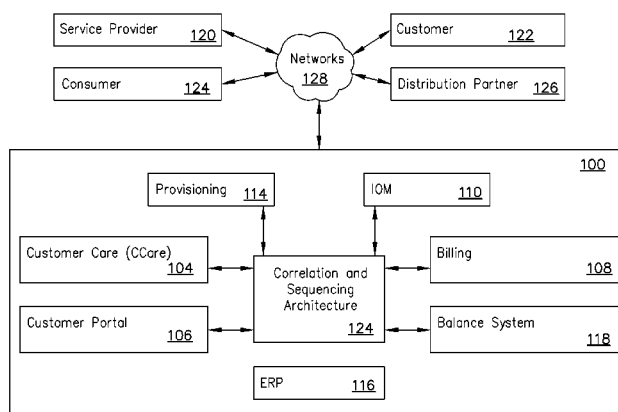 Service Provider
120
Customer
122
Networks
128
Consumer
124
Distribution Partner
126
100
Provisioning
114
IOM
110
Customer Care (CCare)
104
Correlation and
Sequencing
Architecture
124
Billing
108
Customer Portal
106
Balance System
118
ERP
116